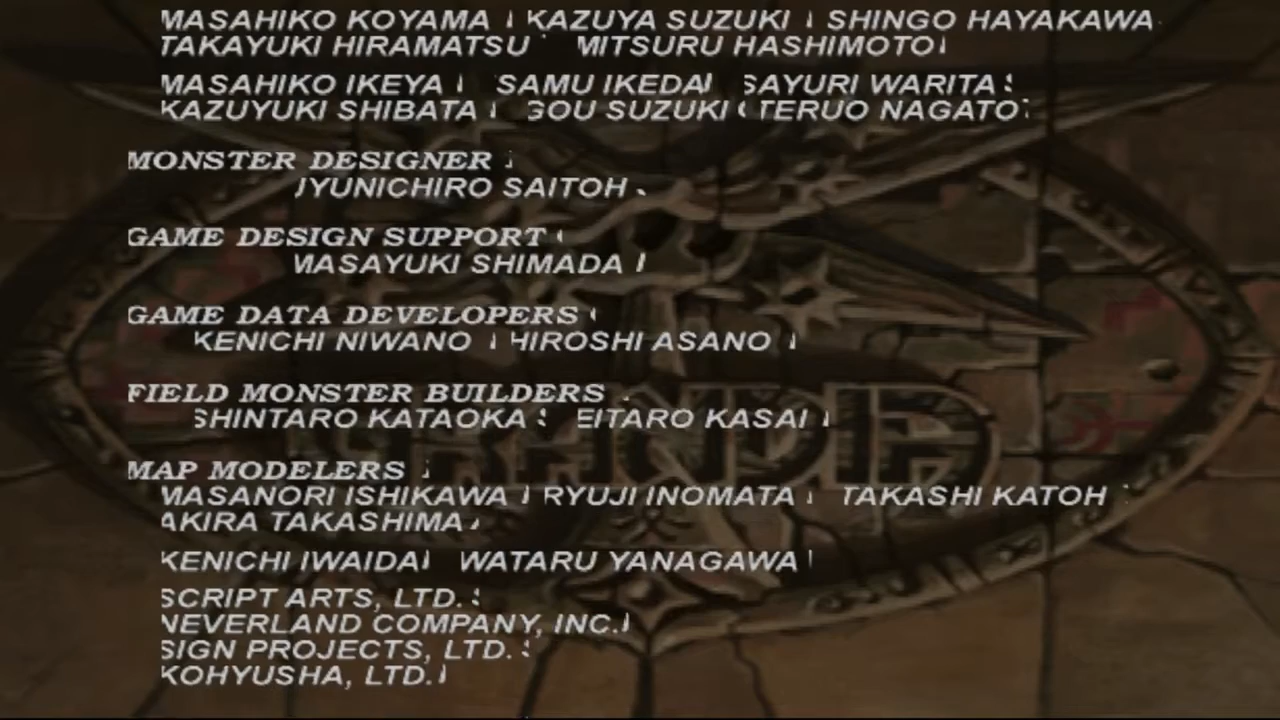 MASAHIKO KOYAMA KAZUYA SUZUKI SHINGO HAYAKAWA
TAKAYUKI HIRAMATSU MITSURU HASHIMOTO
MASAHIKO IKEYA SAMU IKEDA SAYURI WARITA
KAZUYUKI SHIBATA GOU SUZUKI TERUO NAGATO
MONSTER DESIGNER
JYUNICHIRO SAITOH
GAME DESIGN SUPPORT
MASAYUKI SHIMADA
GAME DATA DEVELOPERS
KENICHI NIWANO HIROSHI ASANO
FIELD MONSTER BUILDERS
SHINTARO KATAOKA EITARO KASAI
GRANDIA
MAP MODELERS
MASANORI ISHIKAWA RYUJI INOMATA TAKASHI KATOH
AKIRA TAKASHIMA
KENICHI IWAIDA WATARU YANAGAWA
SCRIPT ARTS, LTD.
NEVERLAND COMPANY, INC.
SIGN PROJECTS, LTD.
KOHYUSHA, LTD.